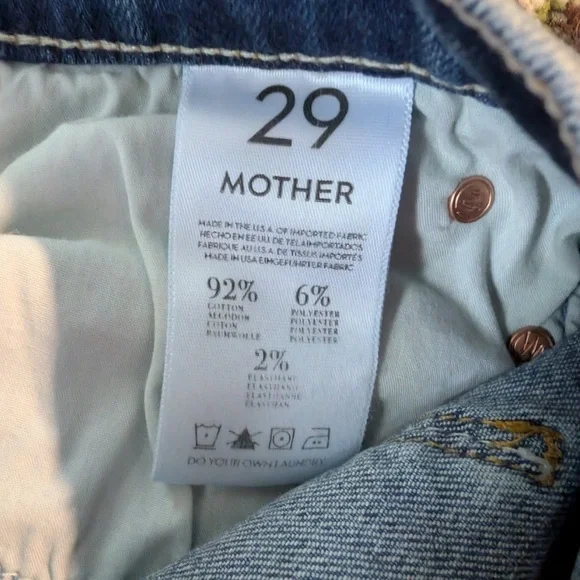 29
MOTHER
MADE IN THE U.S.A. OF IMPORTED FABRIC
HECHO EN EE UU DE TELA IMPORTADOS
FABRIQUE AU U.S.A. DE TISSUS IMPORTÉS
MADE IN USA EINGEFÜHRTER FABRIC
92% 6%
COTTON POLYESTER
ALGODON POLYESTER
COTON POLYESTER
BAUMWOLLE POLYESTER
2%
ELASTHANE
ELASTHAN
DO YOUR OWN LAUNDRY